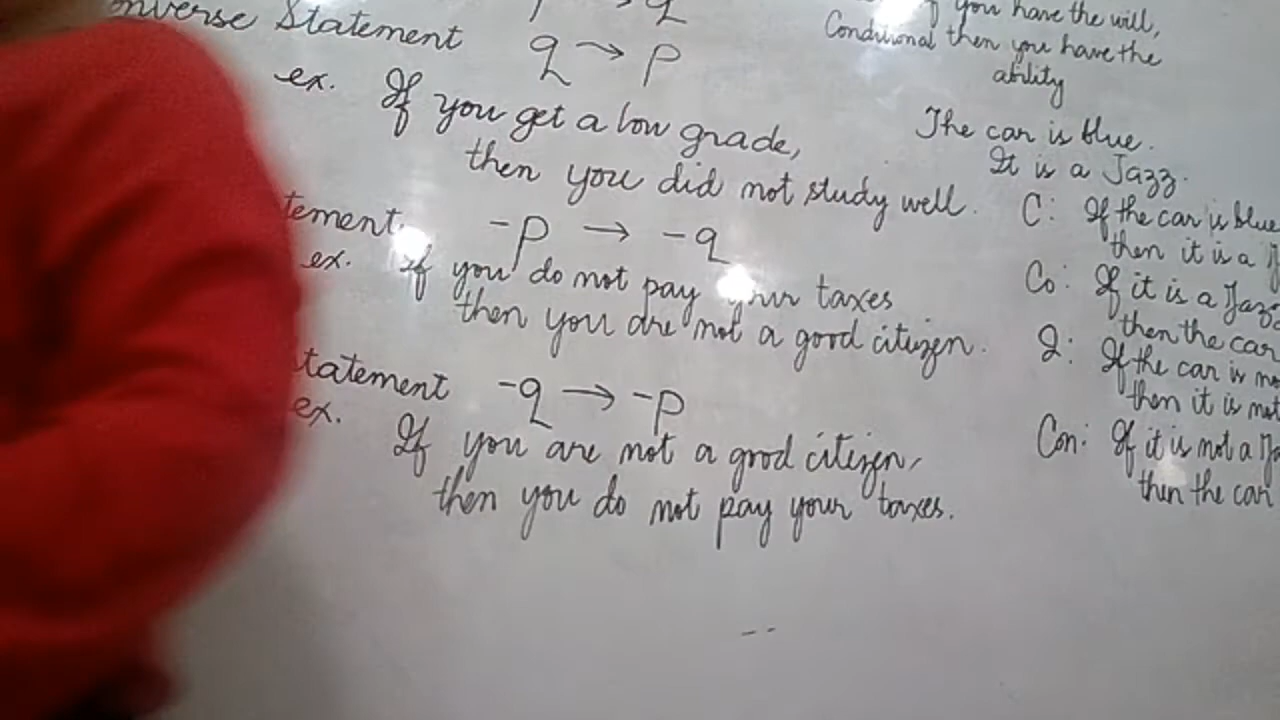 nverse Statement q → p
ex. If you get a low grade,
then you did not study well.
tement -p → -q
ex. If you do not pay your taxes
then you are not a good citizen.
tatement -q → -p
ex. If you are not a good citizen,
then you do not pay your taxes.
you have the will,
Conditional then you have the
ability
The car is blue.
It is a Jazz.
C: If the car is blue
then it is a J
Co: If it is a Jazz
then the car
I: If the car is no
then it is not
Con: If it is not a Ja
then the car